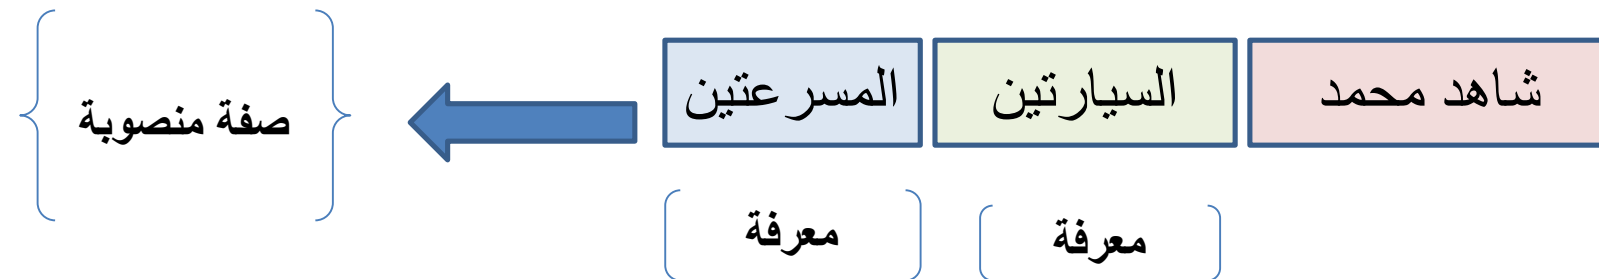 شاهد محمد السيارتين المسرعتين صفة منصوبة
معرفة معرفة